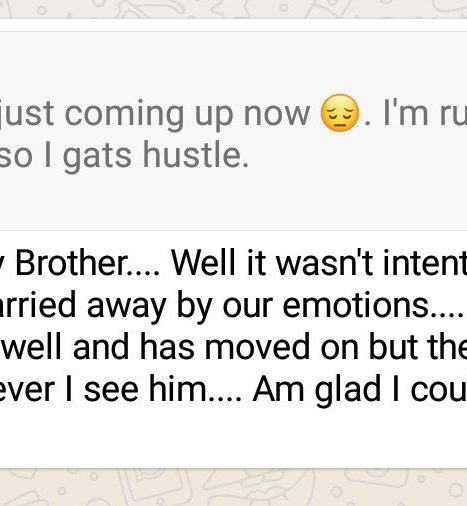 just coming up now 😔. I'm ru
so I gats hustle.
Brother.... Well it wasn't intent
arried away by our emotions....
well and has moved on but the
ever I see him.... Am glad I cou